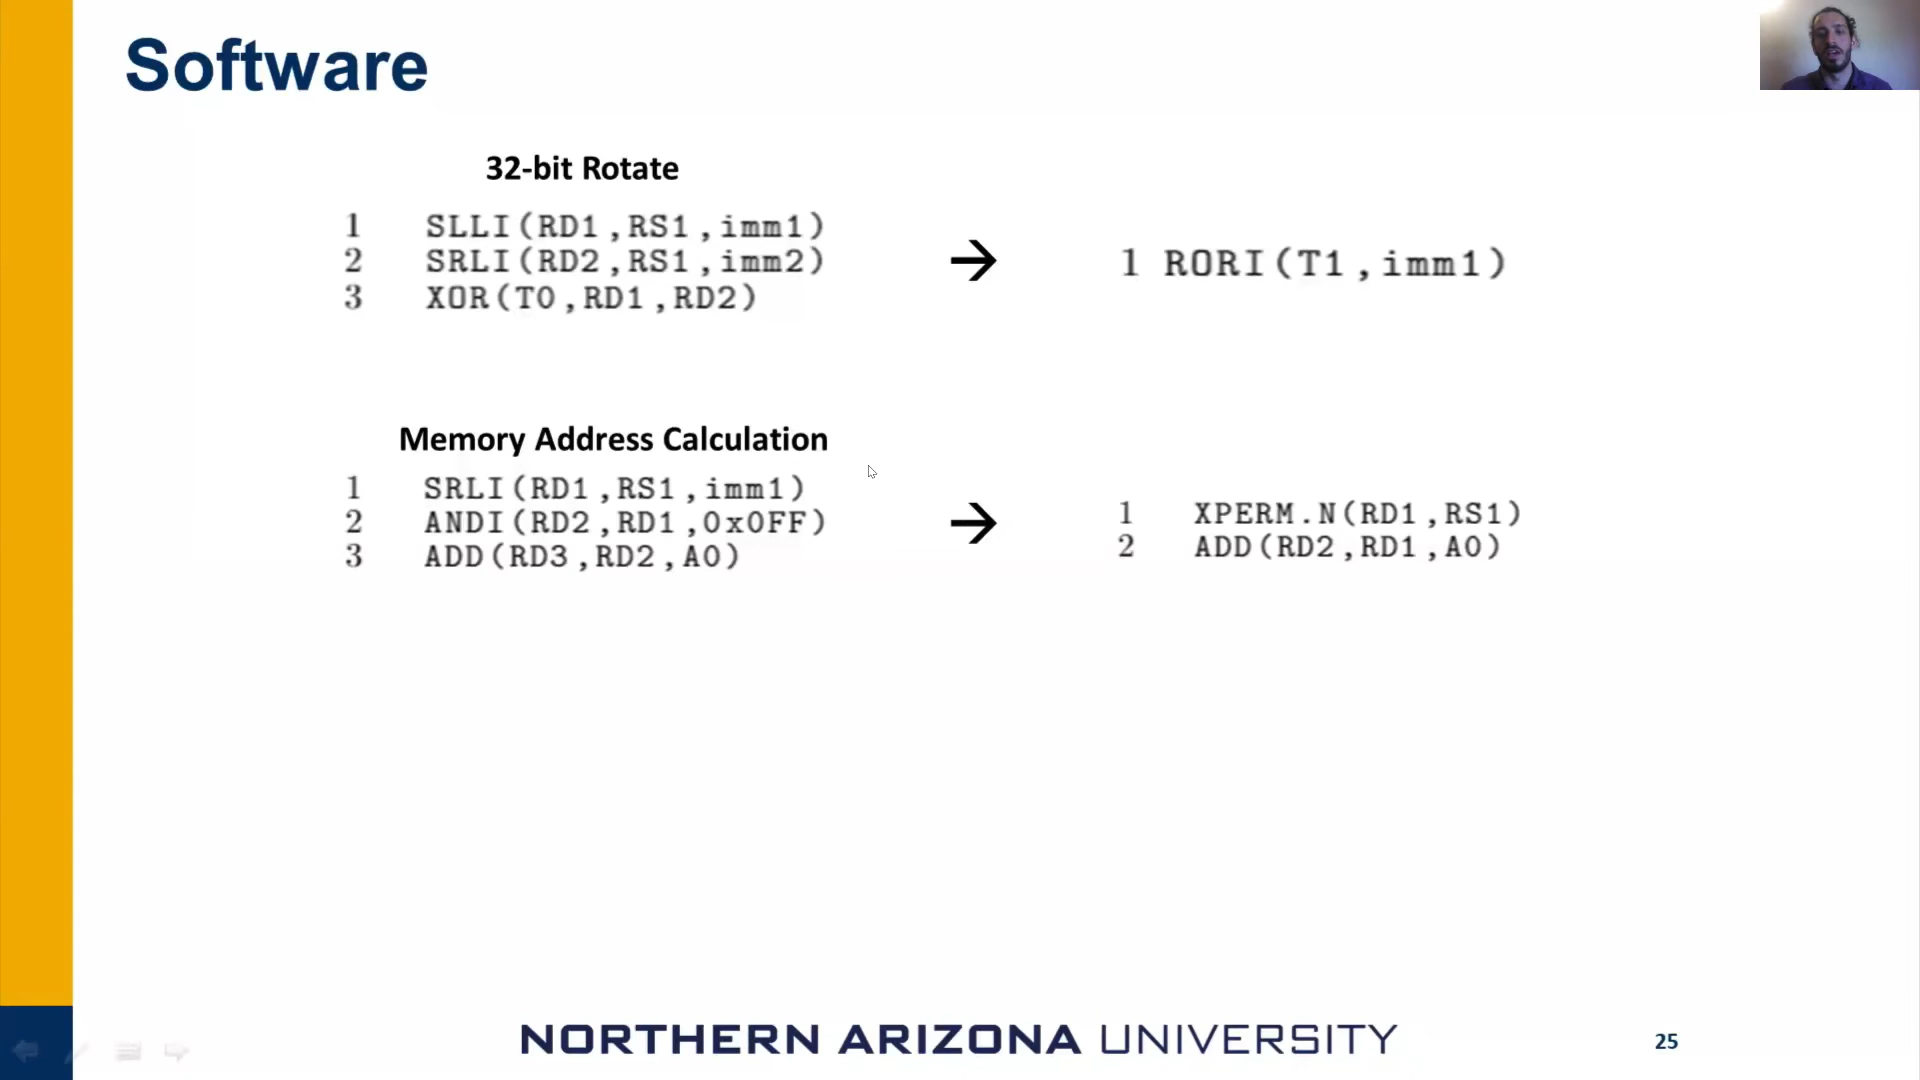 Software
32-bit Rotate
1 SLLI(RD1,RS1,imm1)
2 SRLI(RD2,RS1,imm2)
3 XOR(T0,RD1,RD2)
→
1 RORI(T1,imm1)
Memory Address Calculation
1 SRLI(RD1,RS1,imm1)
2 ANDI(RD2,RD1,0x0FF)
3 ADD(RD3,RD2,A0)
→
1 XPERM.N(RD1,RS1)
2 ADD(RD2,RD1,A0)
NORTHERN ARIZONA UNIVERSITY
25